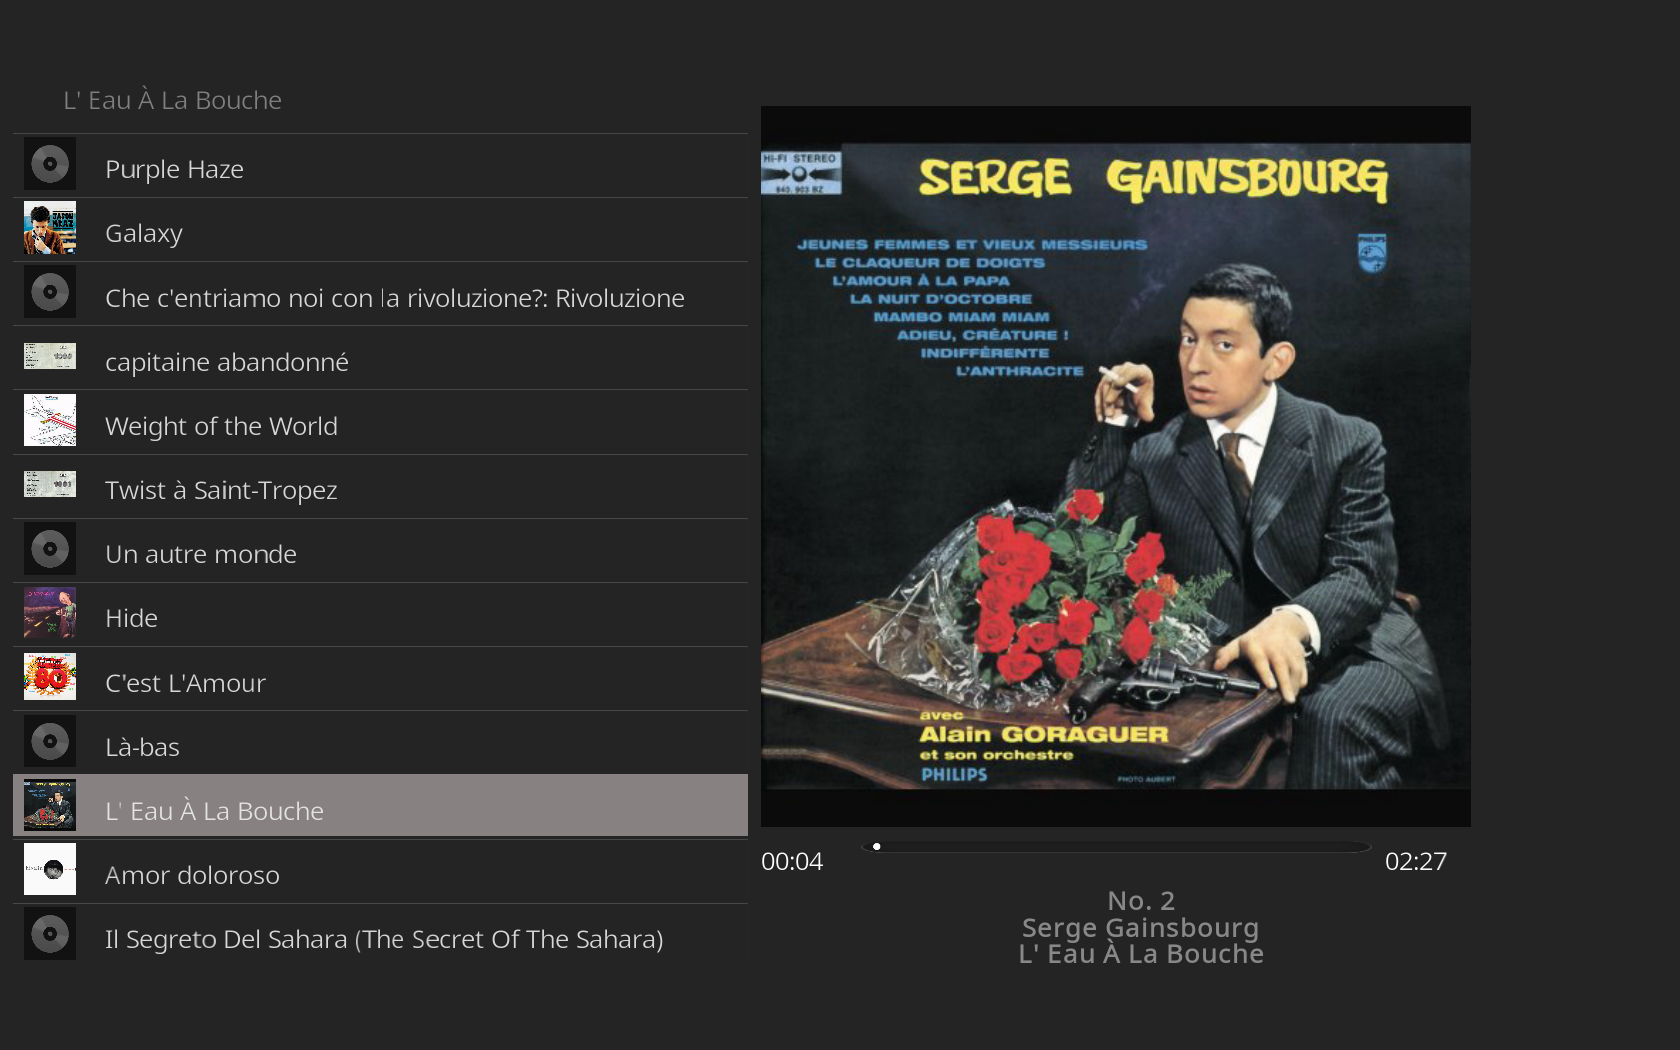 L' Eau À La Bouche
Purple Haze
Galaxy
Che c'entriamo noi con la rivoluzione?: Rivoluzione
capitaine abandonné
Weight of the World
Twist à Saint-Tropez
Un autre monde
Hide
C'est L'Amour
Là-bas
L' Eau À La Bouche
Amor doloroso
Il Segreto Del Sahara (The Secret Of The Sahara)
HI-FI STEREO
840. 903 BZ
SERGE GAINSBOURG
PHILIPS
JEUNES FEMMES ET VIEUX MESSIEURS
LE CLAQUEUR DE DOIGTS
L'AMOUR À LA PAPA
LA NUIT D'OCTOBRE
MAMBO MIAM MIAM
ADIEU, CRÉATURE !
INDIFFÉRENTE
L'ANTHRACITE
avec
Alain GORAGUER
et son orchestre
PHILIPS
PHOTO AUBERT
00:04
02:27
No. 2
Serge Gainsbourg
L' Eau À La Bouche